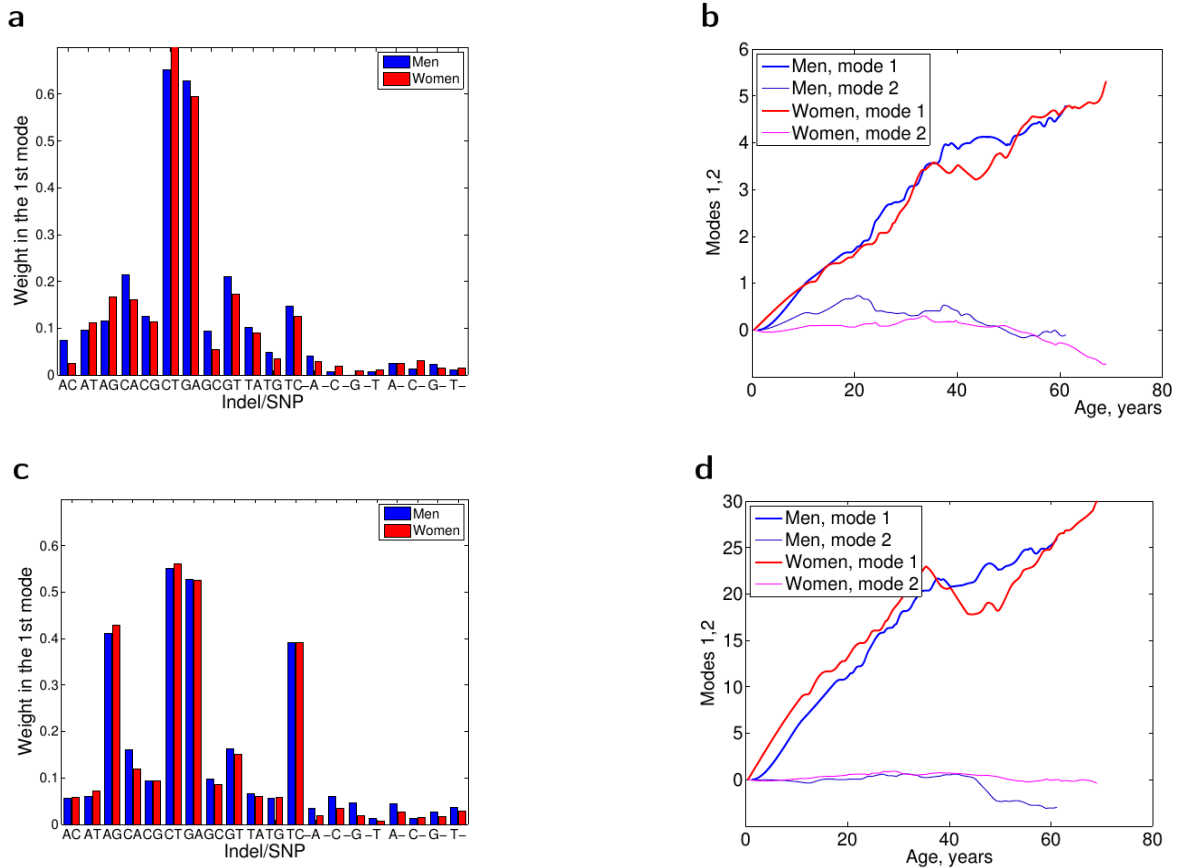 a
Weight in the 1st mode
0.6
0.5
0.4
0.3
0.2
0.1
0
Men
Women
AC AT AG CA CG CT GA GC GT TA TG TC –A –C –G –T A– C– G– T–
Indel/SNP
b
Modes 1,2
6
5
4
3
2
1
0
Men, mode 1
Men, mode 2
Women, mode 1
Women, mode 2
0 20 40 60 80
Age, years
c
Weight in the 1st mode
0.6
0.5
0.4
0.3
0.2
0.1
0
Men
Women
AC AT AG CA CG CT GA GC GT TA TG TC –A –C –G –T A– C– G– T–
Indel/SNP
d
Modes 1,2
30
25
20
15
10
5
0
Men, mode 1
Men, mode 2
Women, mode 1
Women, mode 2
0 20 40 60 80
Age, years